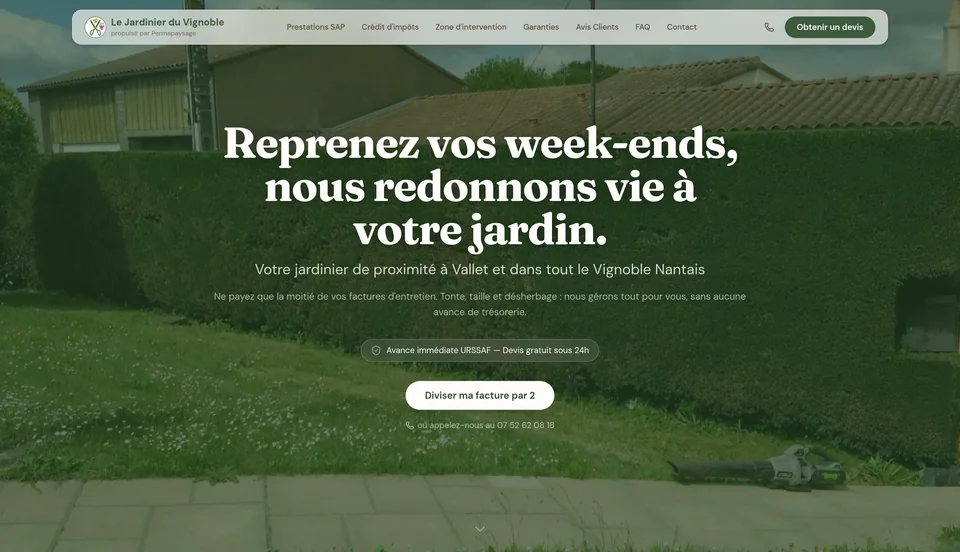 Le Jardinier du Vignoble
propulsé par Permapaysage
Prestations SAP
Crédit d'impôts
Zone d'intervention
Garanties
Avis Clients
FAQ
Contact
Obtenir un devis
Reprenez vos week-ends,
nous redonnons vie à
votre jardin.
Votre jardinier de proximité à Vallet et dans tout le Vignoble Nantais
Ne payez que la moitié de vos factures d'entretien. Tonte, taille et désherbage : nous gérons tout pour vous, sans aucune
avance de trésorerie.
Avance immédiate URSSAF — Devis gratuit sous 24h
Diviser ma facture par 2
ou appelez-nous au 07 52 62 08 18